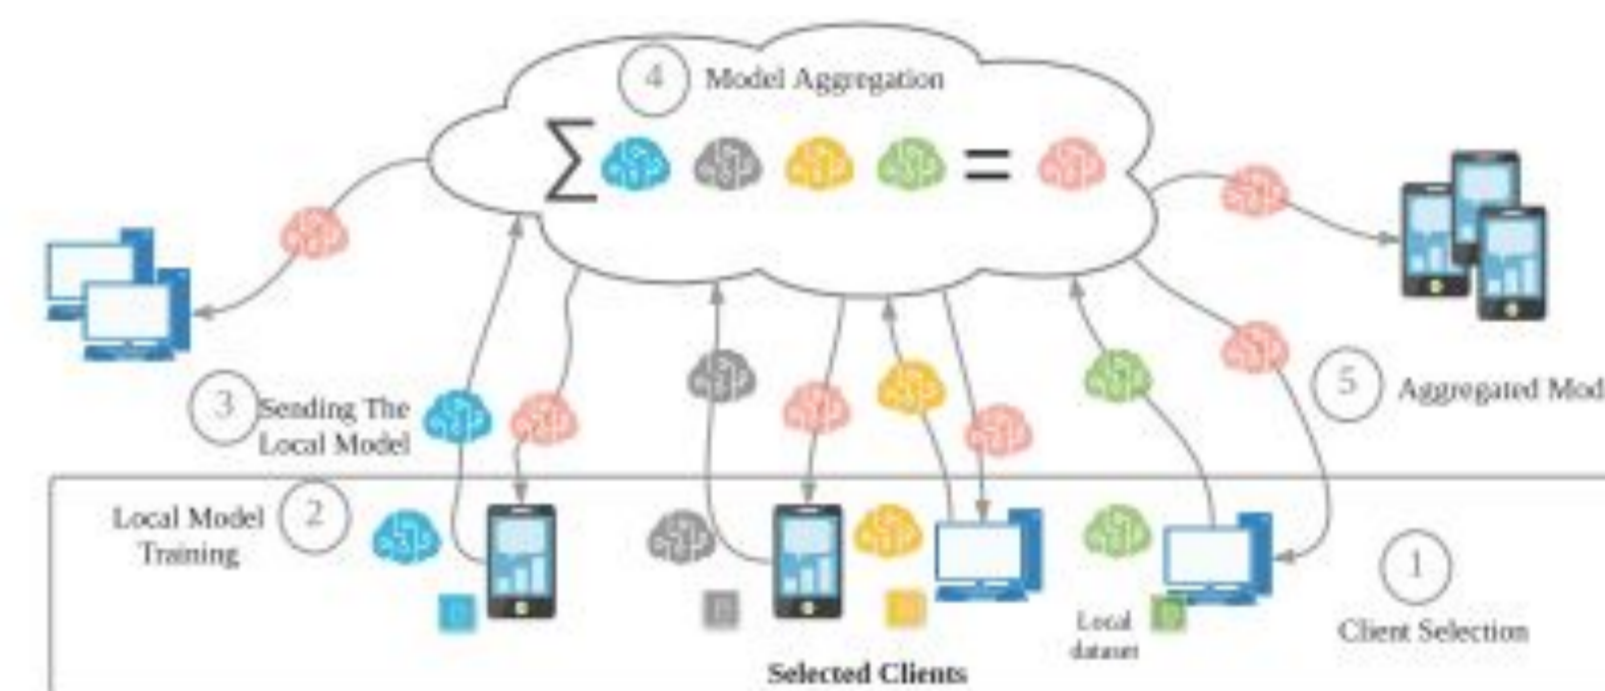 4 Model Aggregation
∑ =
3 Sending The
Local Model
5 Aggregated Mod
Local Model 2
Training
1
Client Selection
Local
dataset
Selected Clients